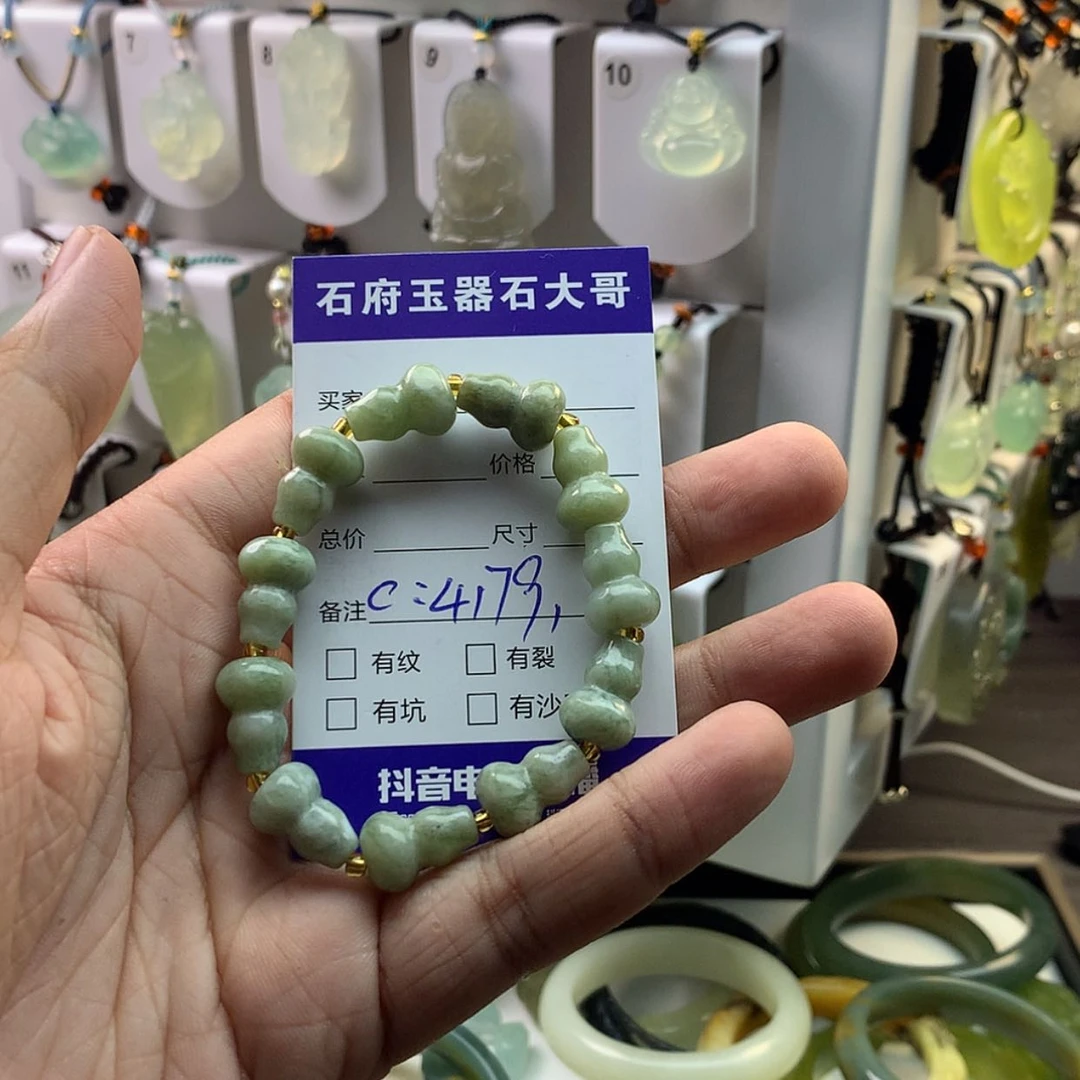 7
8
9
10
11
石府玉器石大哥
买家
价格
总价
尺寸
备注 C:4179,
有纹
有裂
有坑
有沙
抖音电